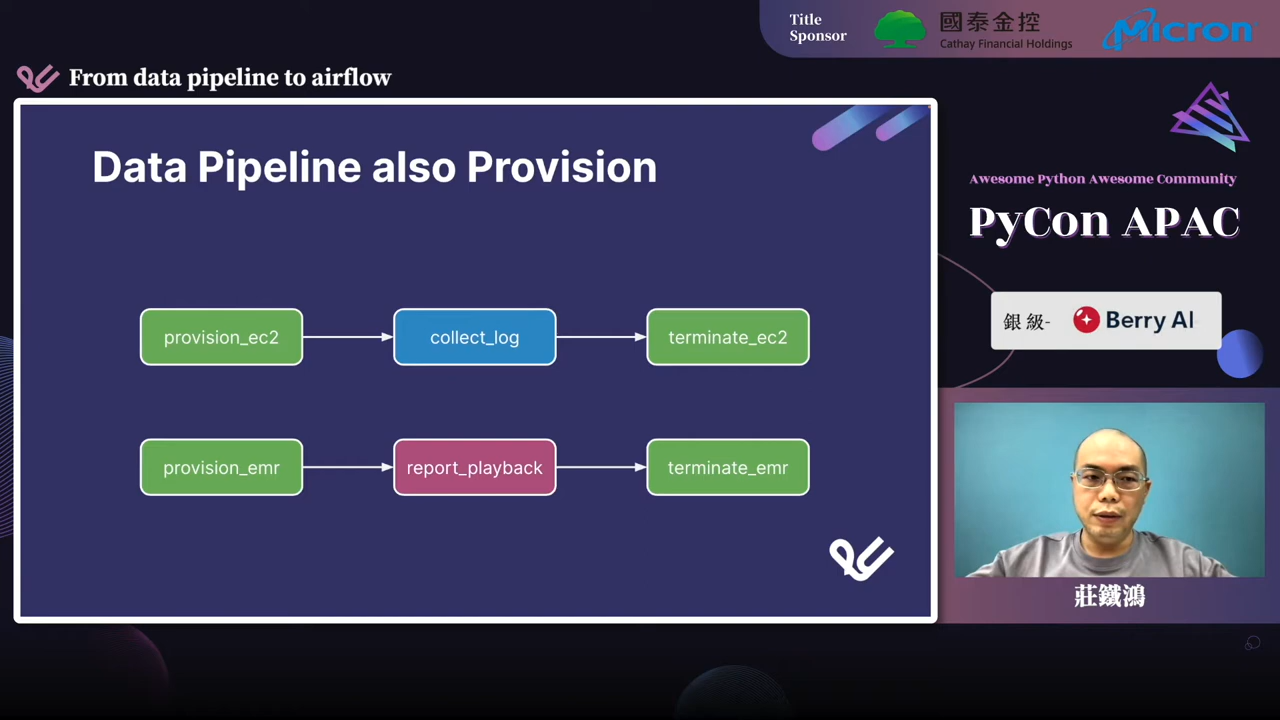 Title
Sponsor
國泰金控
Cathay Financial Holdings
Micron
From data pipeline to airflow
Data Pipeline also Provision
provision_ec2
collect_log
terminate_ec2
provision_emr
report_playback
terminate_emr
Awesome Python Awesome Community
PyCon APAC
銀級-
Berry AI
莊鐵鴻